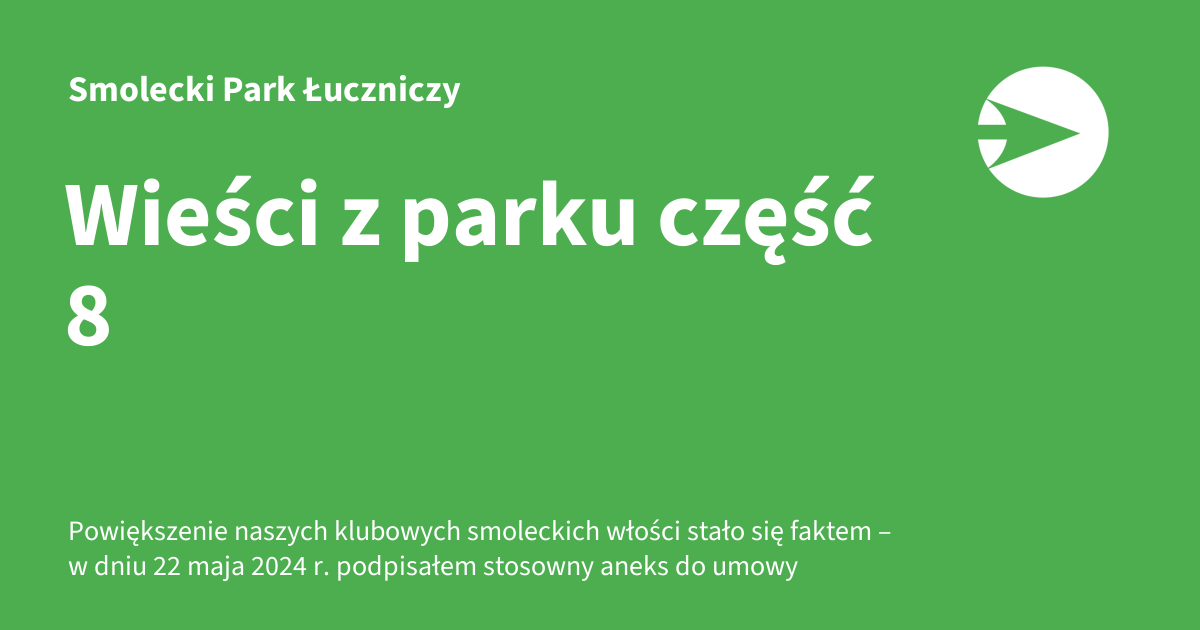 Smolecki Park Łuczniczy
Wieści z parku część
8
Powiększenie naszych klubowych smoleckich włości stało się faktem –
w dniu 22 maja 2024 r. podpisałem stosowny aneks do umowy